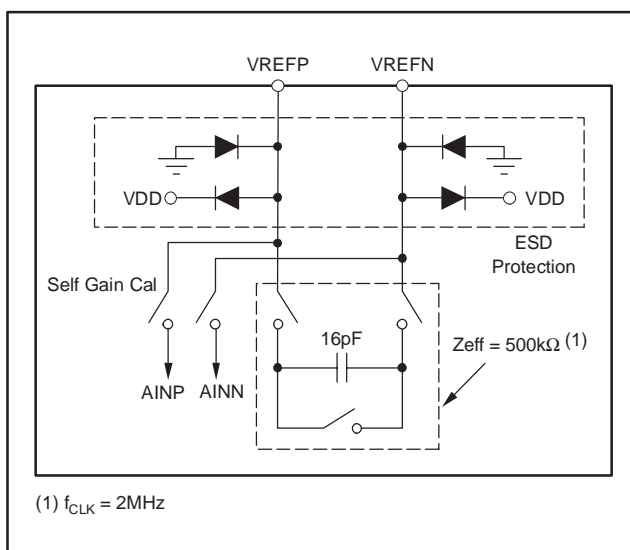 VREFP VREFN
VDD VDD
ESD
Protection
Self Gain Cal
16pF
Zeff = 500kΩ (1)
AINP AINN
(1) fCLK = 2MHz